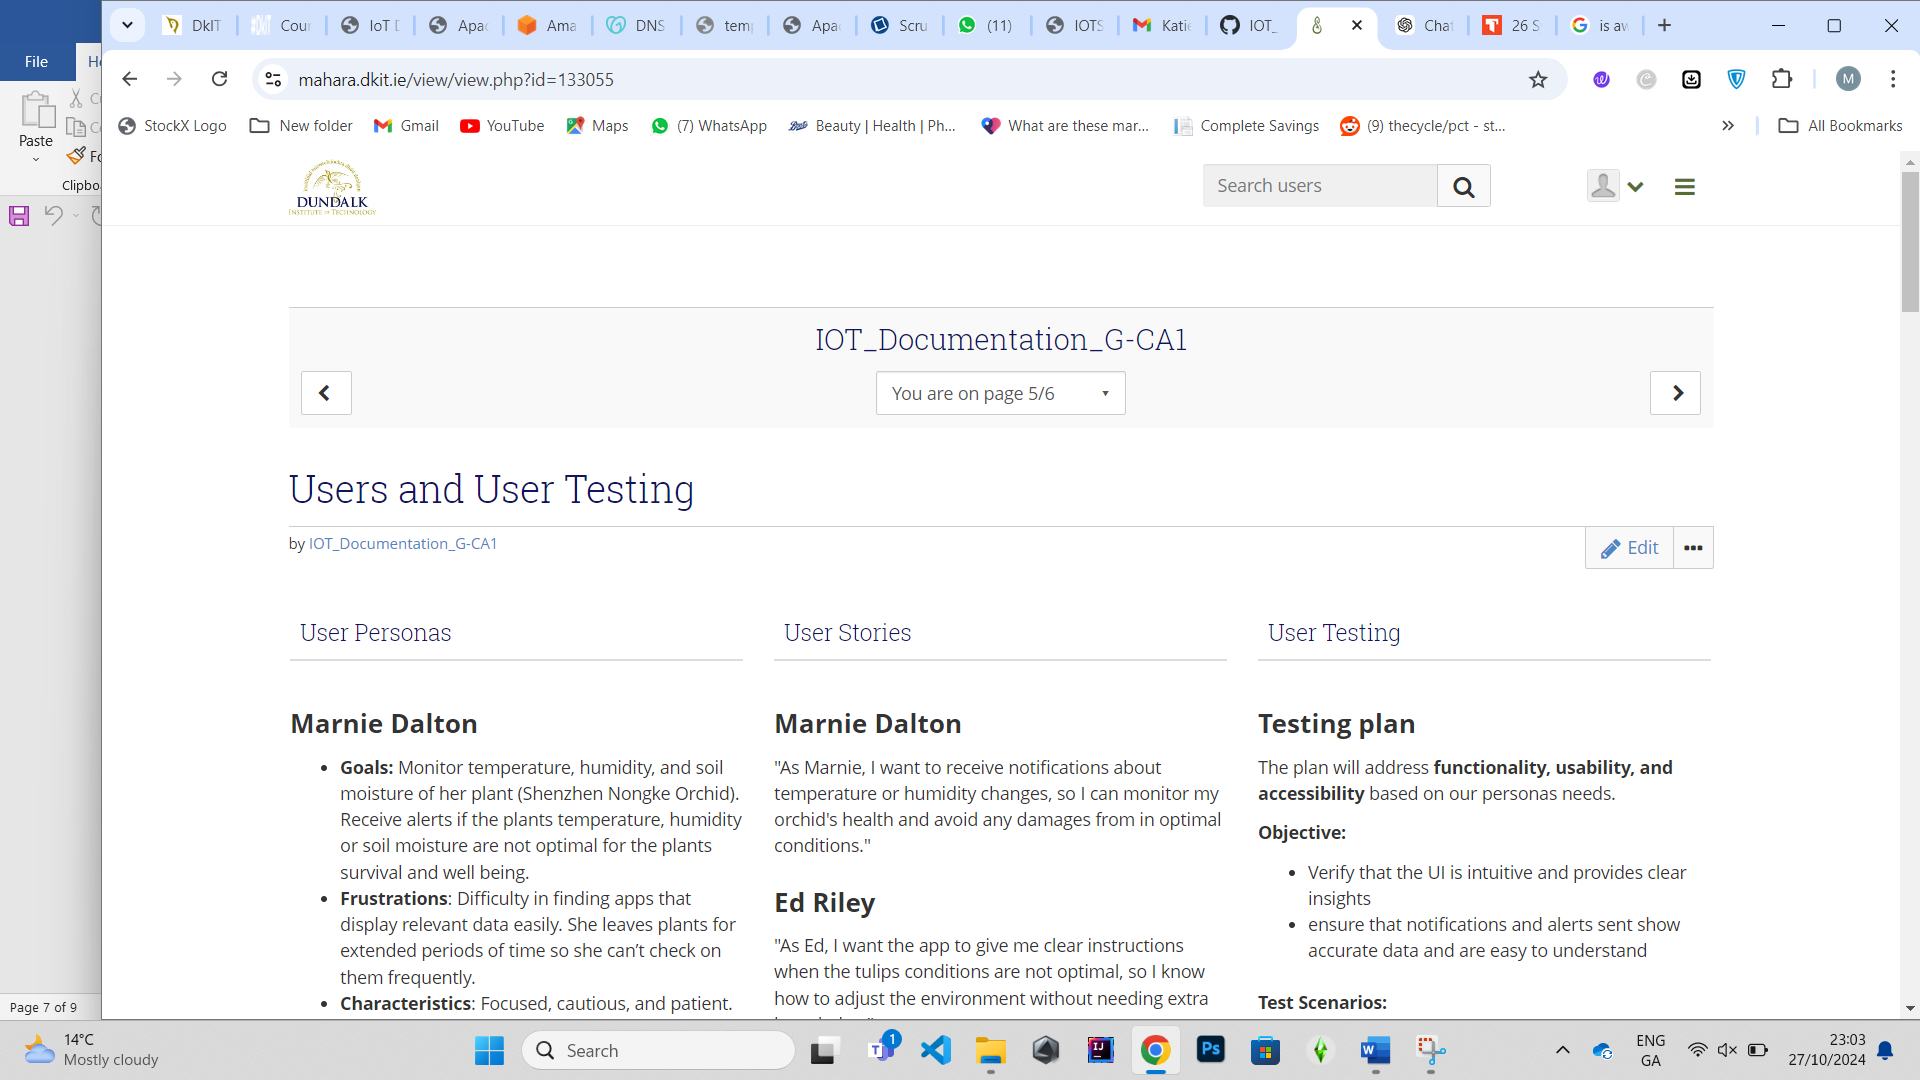 DkIT
Cour
IoT D
Apac
Ama
DNS
temp
Apac
Scru
(11)
IOTS
Katie
IOT_
Chat
26 S
is aw
File
mahara.dkit.ie/view/view.php?id=133055
M
Paste
StockX Logo
New folder
Gmail
YouTube
Maps
(7) WhatsApp
Beauty | Health | Ph...
What are these mar...
Complete Savings
(9) thecycle/pct - st...
All Bookmarks
Clipboa
DUNDALK
INSTITUTE OF TECHNOLOGY
Search users
IOT_Documentation_G-CA1
You are on page 5/6
Users and User Testing
by IOT_Documentation_G-CA1
Edit
User Personas
User Stories
User Testing
Marnie Dalton
• Goals: Monitor temperature, humidity, and soil
moisture of her plant (Shenzhen Nongke Orchid).
Receive alerts if the plants temperature, humidity
or soil moisture are not optimal for the plants
survival and well being.
• Frustrations: Difficulty in finding apps that
display relevant data easily. She leaves plants for
extended periods of time so she can’t check on
them frequently.
• Characteristics: Focused, cautious, and patient.
Marnie Dalton
"As Marnie, I want to receive notifications about
temperature or humidity changes, so I can monitor my
orchid's health and avoid any damages from in optimal
conditions."
Ed Riley
"As Ed, I want the app to give me clear instructions
when the tulips conditions are not optimal, so I know
how to adjust the environment without needing extra
Testing plan
The plan will address functionality, usability, and
accessibility based on our personas needs.
Objective:
• Verify that the UI is intuitive and provides clear
insights
• ensure that notifications and alerts sent show
accurate data and are easy to understand
Test Scenarios:
Page 7 of 9
14°C
Mostly cloudy
Search
1
ENG
GA
23:03
27/10/2024